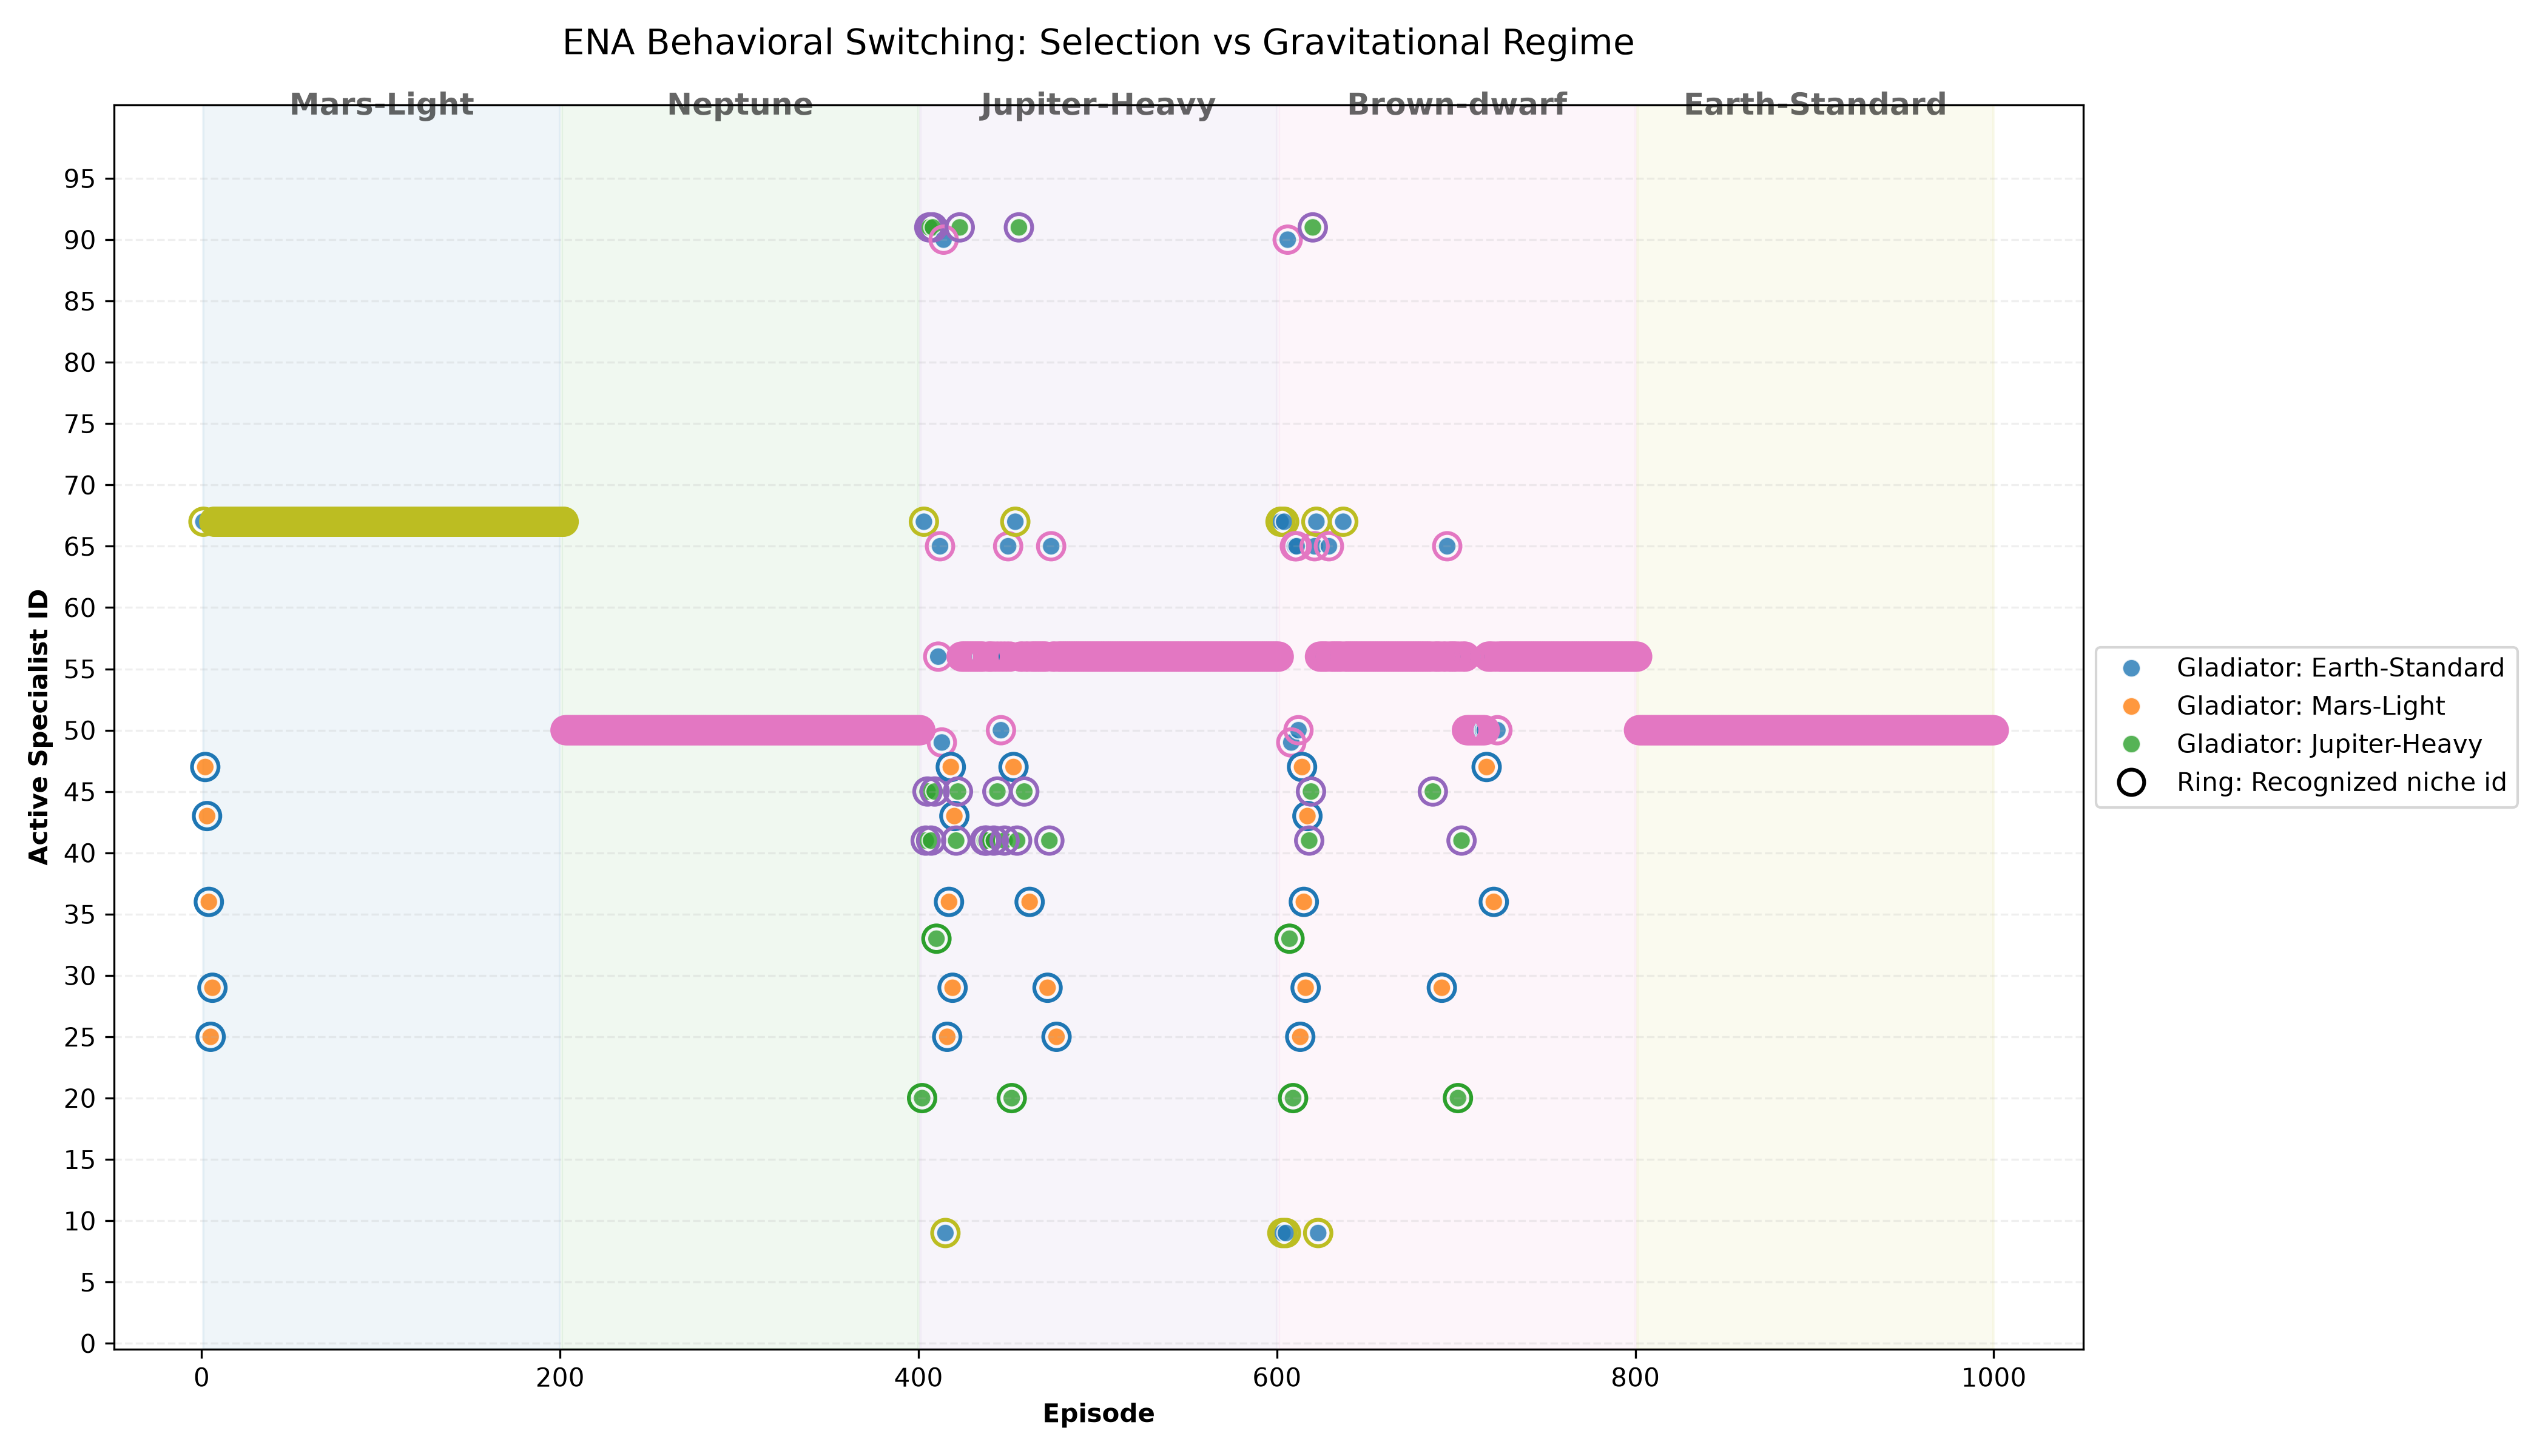 ENA Behavioral Switching: Selection vs Gravitational Regime
Mars-Light
Neptune
Jupiter-Heavy
Brown-dwarf
Earth-Standard
95
90
85
80
75
70
65
60
55
50
45
40
35
30
25
20
15
10
5
0
Active Specialist ID
0
200
400
600
800
1000
Episode
Gladiator: Earth-Standard
Gladiator: Mars-Light
Gladiator: Jupiter-Heavy
Ring: Recognized niche id